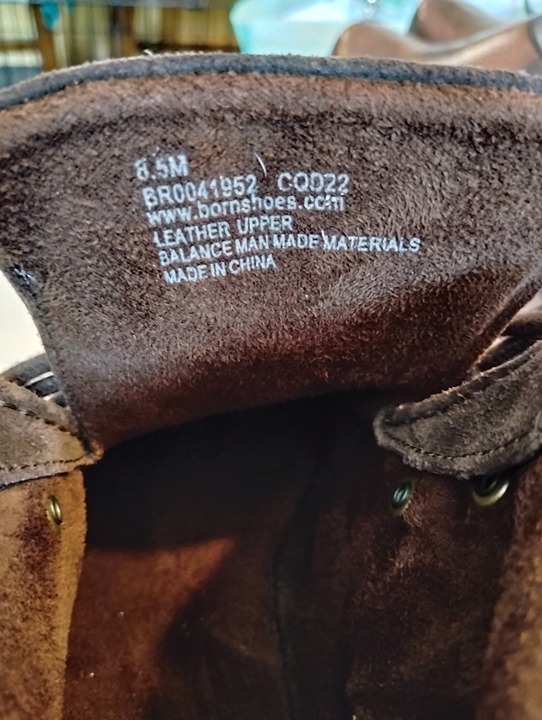 8.5M
BR0041952 CQD22
www.bornshoes.com
LEATHER UPPER
BALANCE MAN MADE MATERIALS
MADE IN CHINA